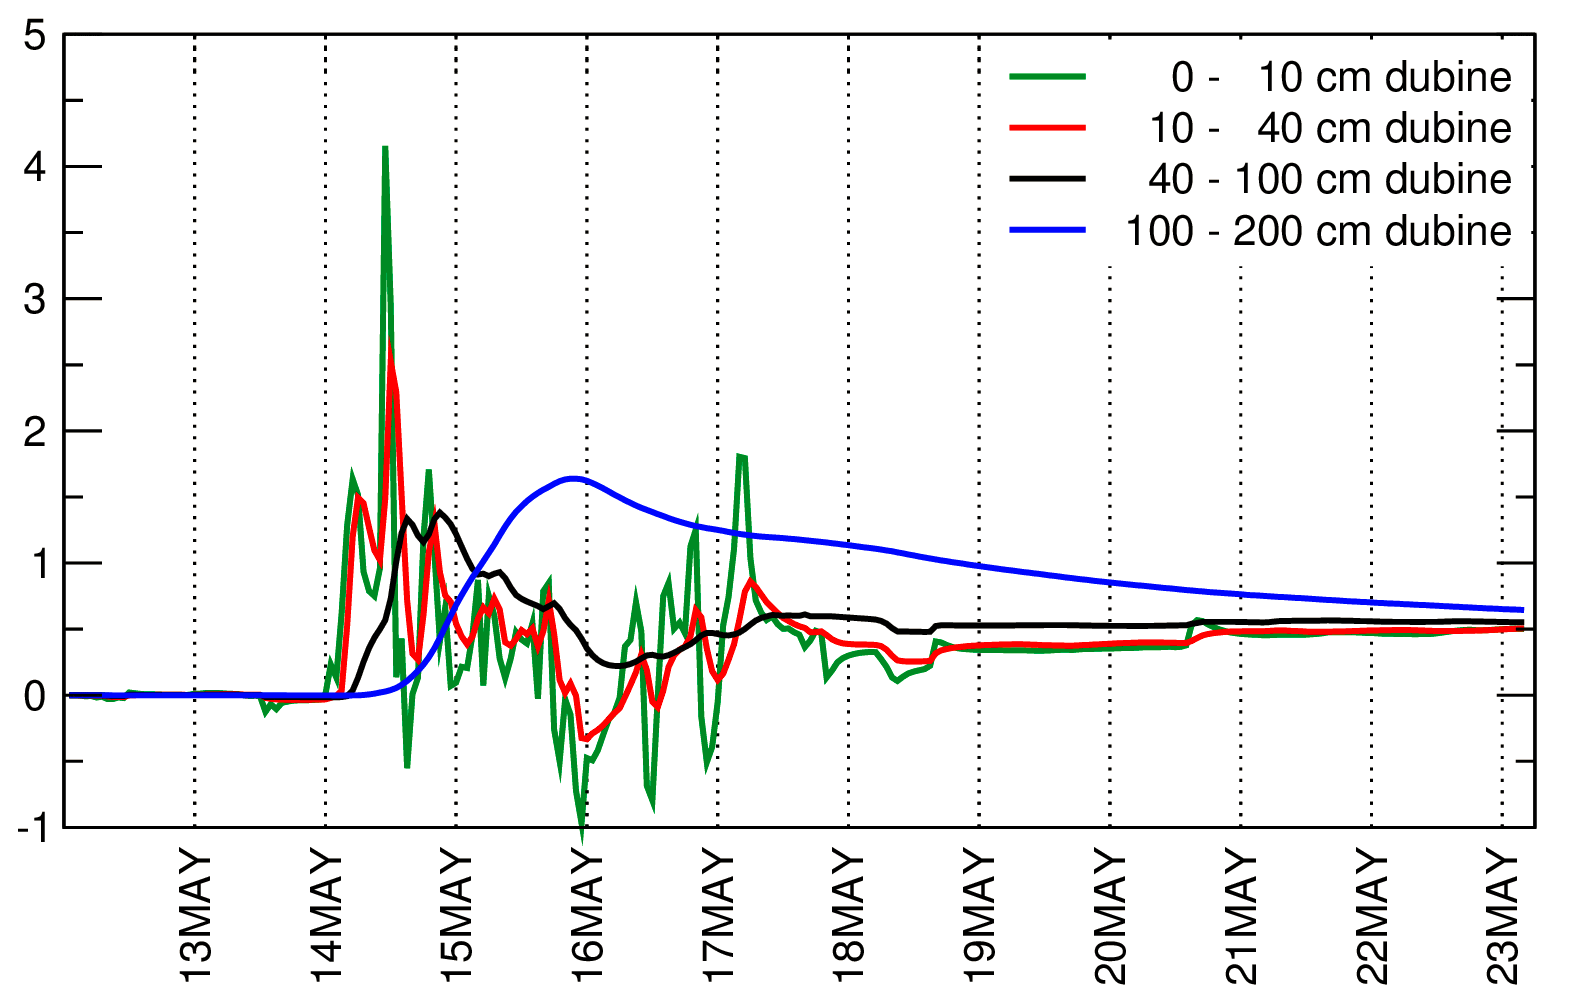 5
4
3
2
1
0
-1
0 - 10 cm dubine
10 - 40 cm dubine
40 - 100 cm dubine
100 - 200 cm dubine
13MAY
14MAY
15MAY
16MAY
17MAY
18MAY
19MAY
20MAY
21MAY
22MAY
23MAY